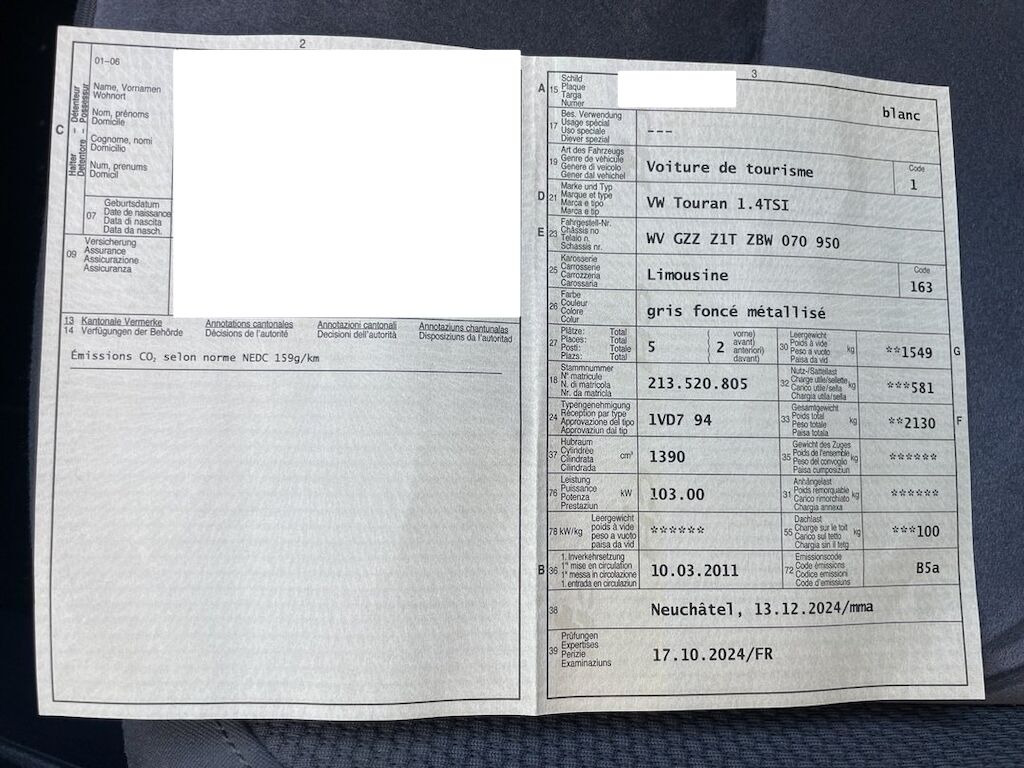 2
01-06
Name, Vornamen
Wohnort
Nom, prénoms
Domicile
Cognome, nomi
Domicilio
Num, prenums
Domicil
C
Halter – Détenteur
Detentore – Possessur
07
Geburtsdatum
Date de naissance
Data di nascita
Data da nasch.
09
Versicherung
Assurance
Assicurazione
Assicuranza
13 Kantonale Vermerke Annotations cantonales Annotazioni cantonali Annotaziuns chantunalas
14 Verfügungen der Behörde Décisions de l'autorité Decisioni dell'autorità Disposiziuns da l'autoritad
Émissions CO₂ selon norme NEDC 159g/km
3
A 15
Schild
Plaque
Targa
Numer
blanc
17
Bes. Verwendung
Usage spécial
Uso speciale
Diever spezial
---
19
Art des Fahrzeugs
Genre de véhicule
Genere di veicolo
Gener dal vehichel
Voiture de tourisme
Code
1
D 21
Marke und Typ
Marque et type
Marca e tipo
Marca e tip
VW Touran 1.4TSI
E 23
Fahrgestell-Nr.
Châssis no
Telaio n.
Schassis nr.
WV GZZ Z1T ZBW 070 950
25
Karosserie
Carrosserie
Carrozzeria
Carossaria
Limousine
Code
163
26
Farbe
Couleur
Colore
Colur
gris foncé métallisé
27
Plätze: Total
Places: Total
Posti: Totale
Plazs: Total
5
2
vorne)
avant)
anteriori)
davant)
30
Leergewicht
Poids à vide
Peso a vuoto
Paisa da vid
kg
**1549
G
18
Stammnummer
N° matricule
N. di matricola
Nr. da matricla
213.520.805
32
Nutz-/Sattellast
Charge utile/sellette
Carico utile/sella
Chargia utila/sella
kg
***581
24
Typengenehmigung
Réception par type
Approvazione del tipo
Approvaziun dal tip
1VD7 94
33
Gesamtgewicht
Poids total
Peso totale
Paisa totala
kg
**2130
F
37
Hubraum
Cylindrée
Cilindrata
Cilindrada
cm³
1390
35
Gewicht des Zuges
Poids de l'ensemble
Peso del convoglio
Paisa cumposiziun
kg
******
76
Leistung
Puissance
Potenza
Prestaziun
kW
103.00
31
Anhängelast
Poids remorquable
Carico rimorchiato
Chargia annexa
kg
******
78 kW/kg
Leergewicht
poids à vide
peso a vuoto
paisa da vid
******
55
Dachlast
Charge sur le toit
Carico sul tetto
Chargia sin il tetg
kg
***100
B 36
1. Inverkehrsetzung
1re mise en circulation
1a messa in circolazione
1. entrada en circulaziun
10.03.2011
72
Emissionscode
Code émissions
Codice emissioni
Code d'emissiuns
B5a
38
Neuchâtel, 13.12.2024/mma
39
Prüfungen
Expertises
Perizie
Examinaziuns
17.10.2024/FR